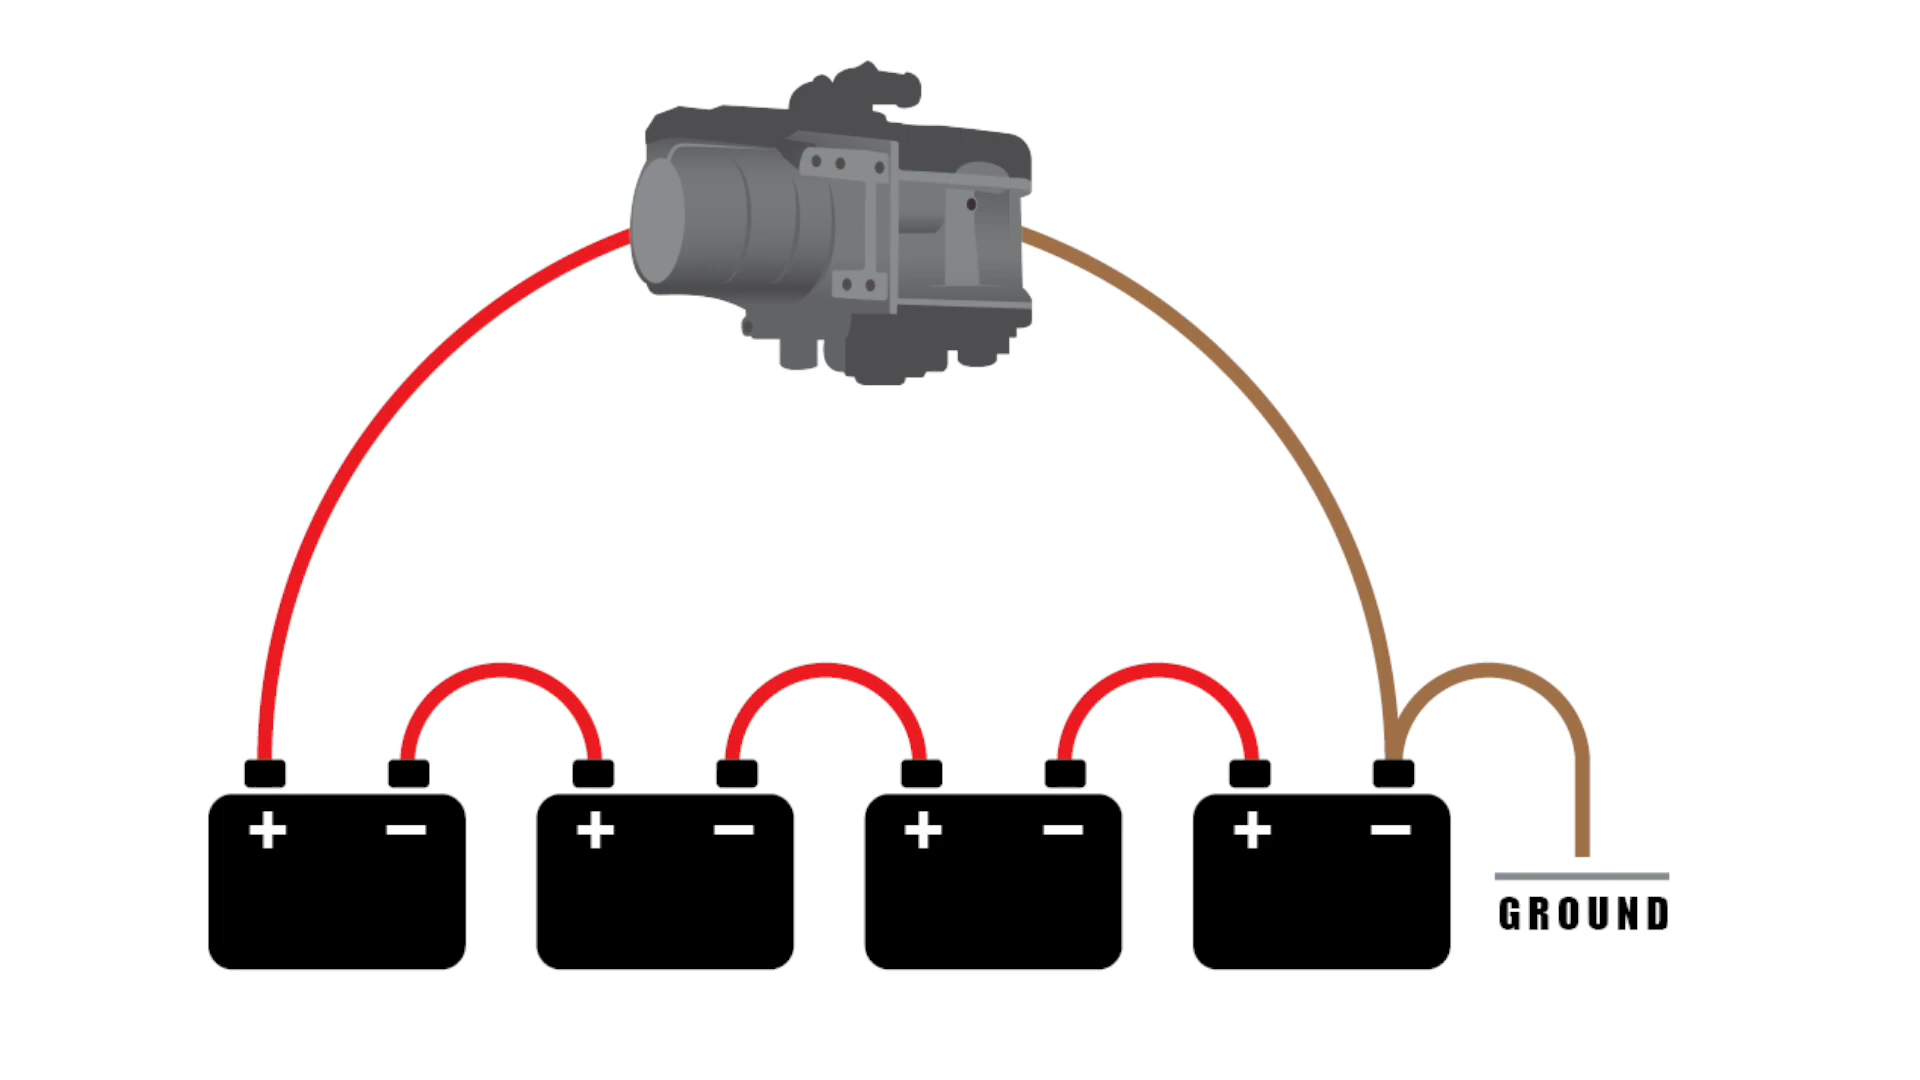 + − + − + − + −
GROUND